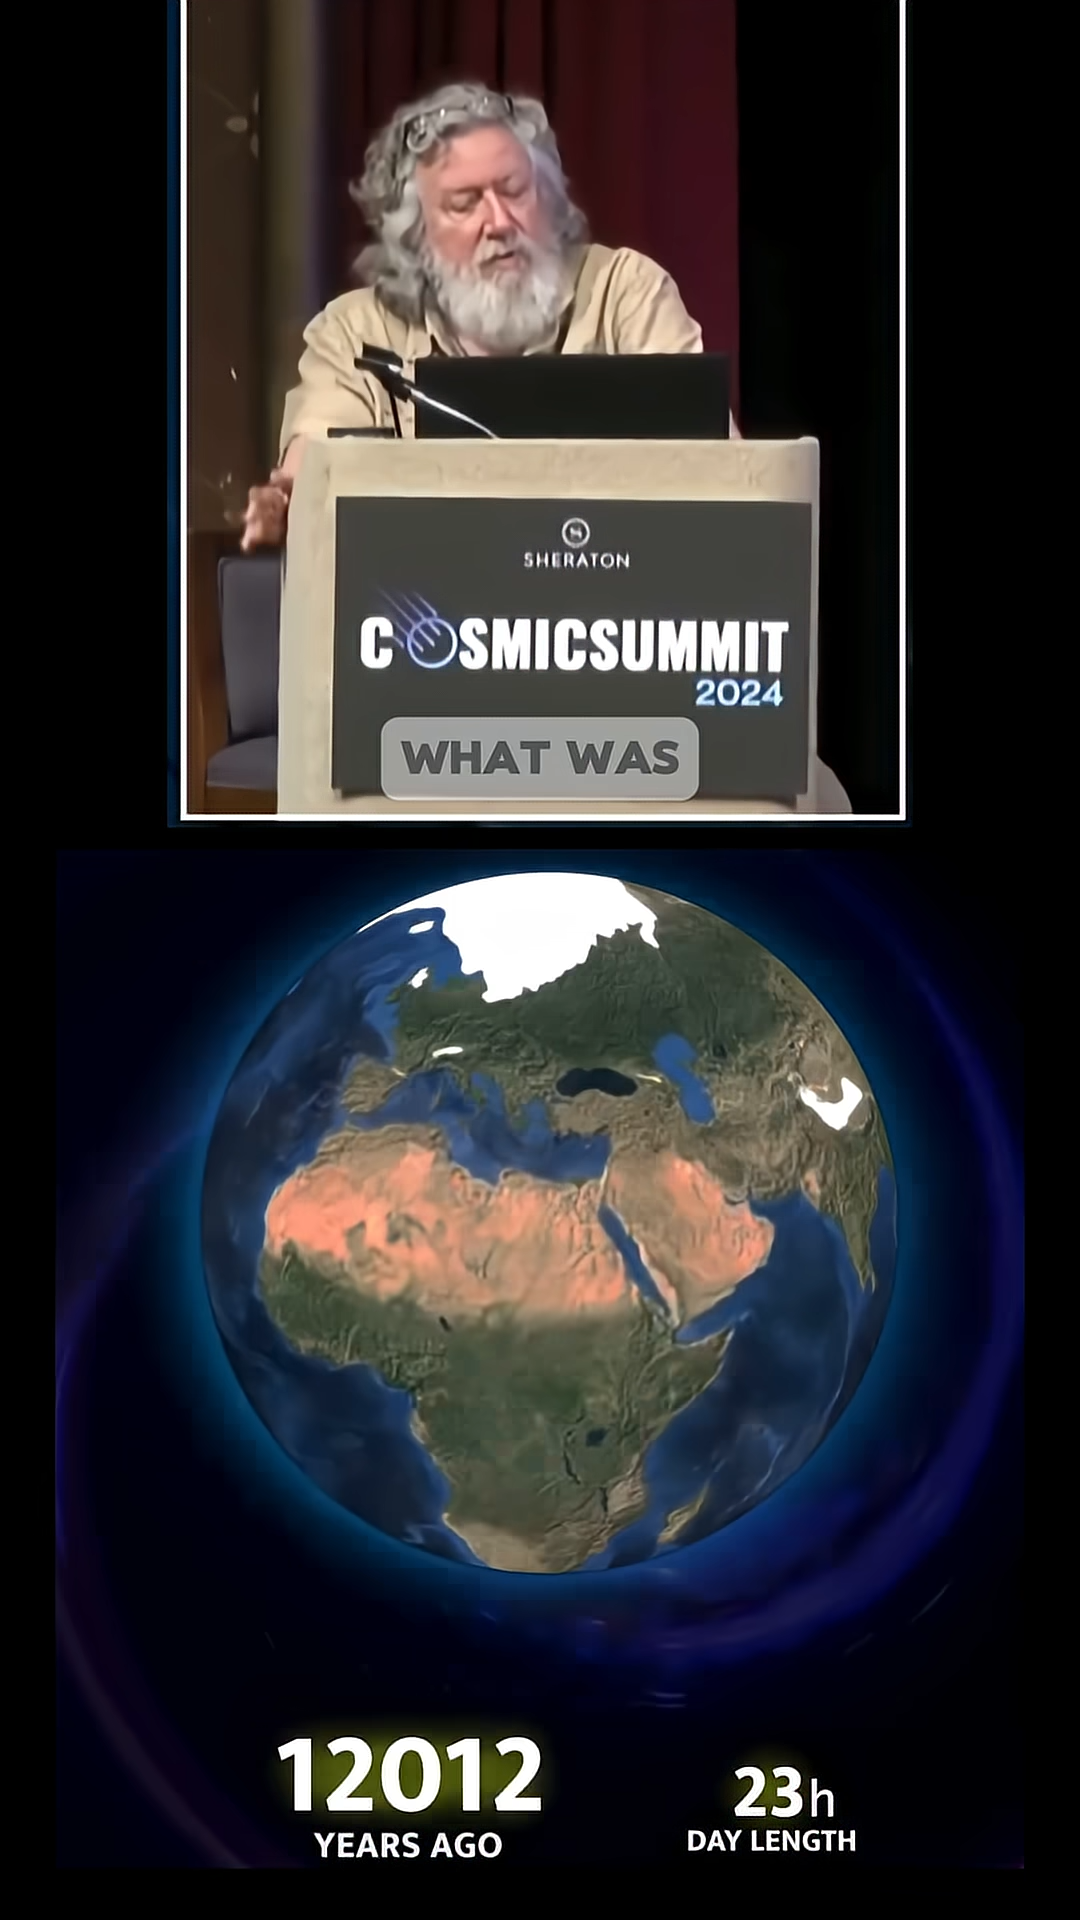 SHERATON
COSMICSUMMIT
2024
WHAT WAS
12012
YEARS AGO
23h
DAY LENGTH